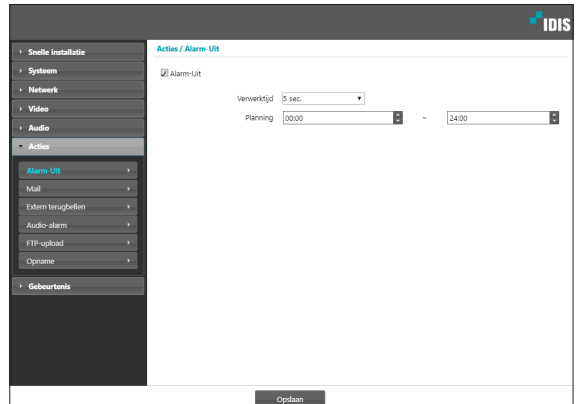 IDIS
Snelle installatie
Systeem
Netwerk
Video
Audio
Acties
Alarm-Uit
Mail
Extern terugbellen
Audio-alarm
FTP-upload
Opname
Gebeurtenis
Acties / Alarm-Uit
Alarm-Uit
Verwerktijd 5 sec.
Planning 00:00 ~ 24:00
Opslaan